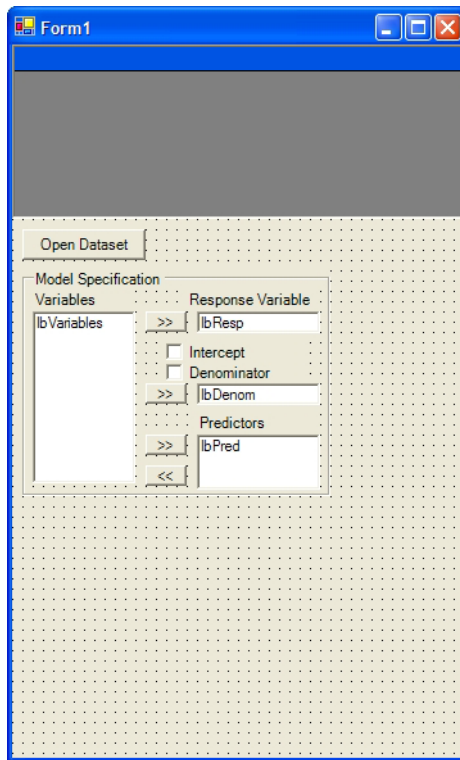 Form1
Open Dataset
Model Specification
Variables Response Variable
lbVariables >> lbResp
Intercept
Denominator
>> lbDenom
Predictors
>> lbPred
<<